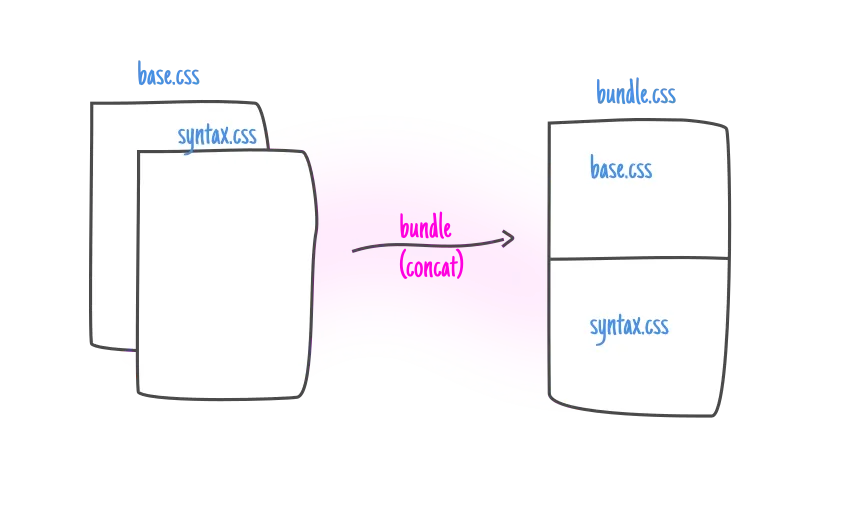 base.css
syntax.css
bundle
(concat)
bundle.css
base.css
syntax.css